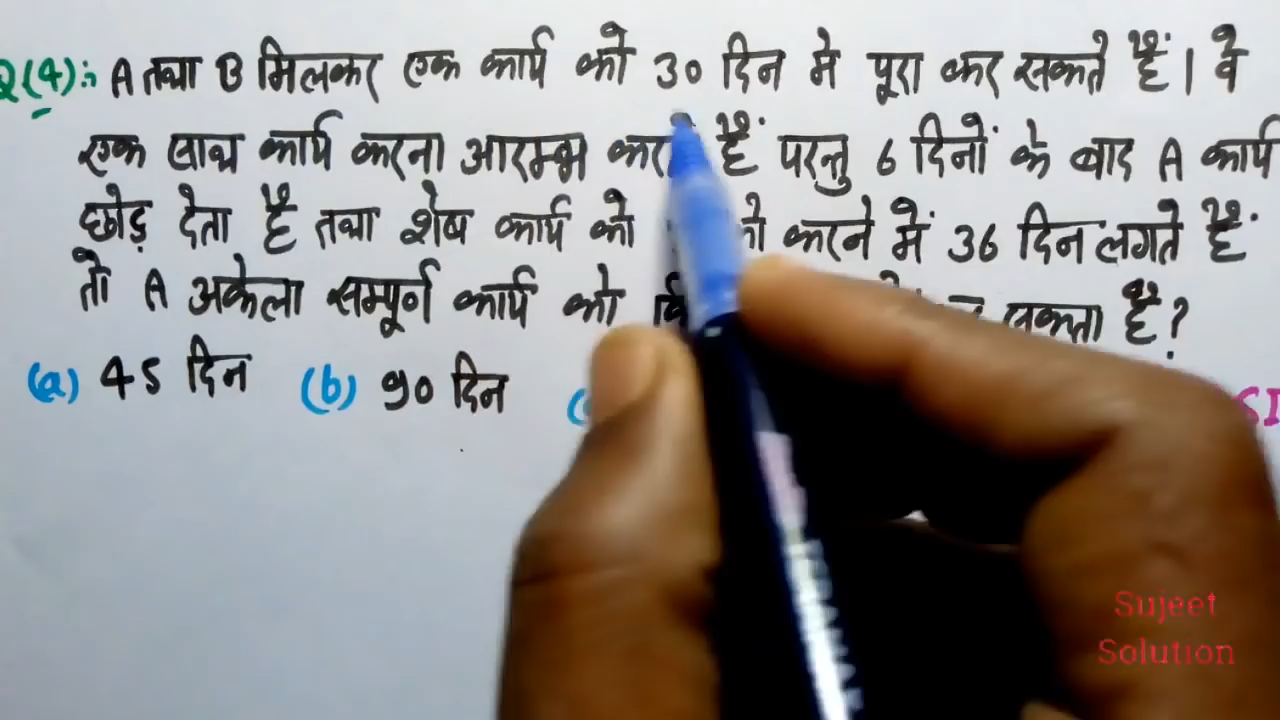 Q(4):- A तथा B मिलकर एक कार्य को 30 दिन मे पूरा कर सकते हैं। वे
एक साथ कार्य करना आरम्भ हैं परन्तु 6 दिनों के बाद A कार्य
छोड़ देता है तथा शेष कार्य को करने में 36 दिन लगते हैं
तो A अकेला सम्पूर्ण कार्य को सकता है?
(a) 45 दिन (b) 90 दिन
Sujeet
Solution